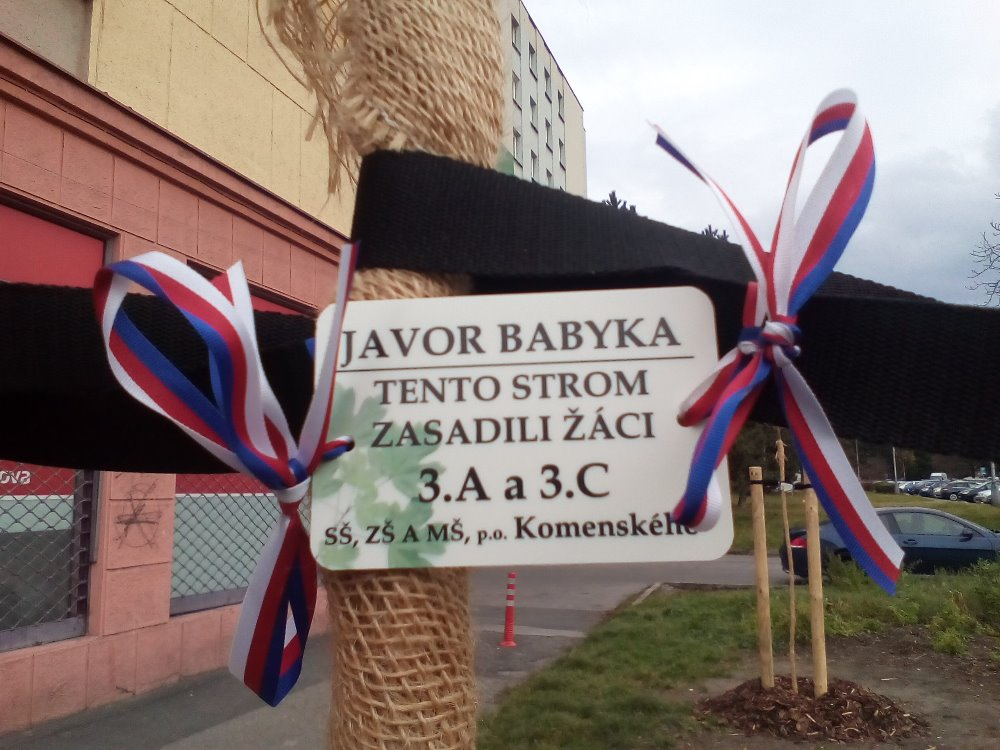 JAVOR BABYKA
TENTO STROM
ZASADILI ŽÁCI
3.A a 3.C
SŠ, ZŠ A MŠ, p.o. Komenského